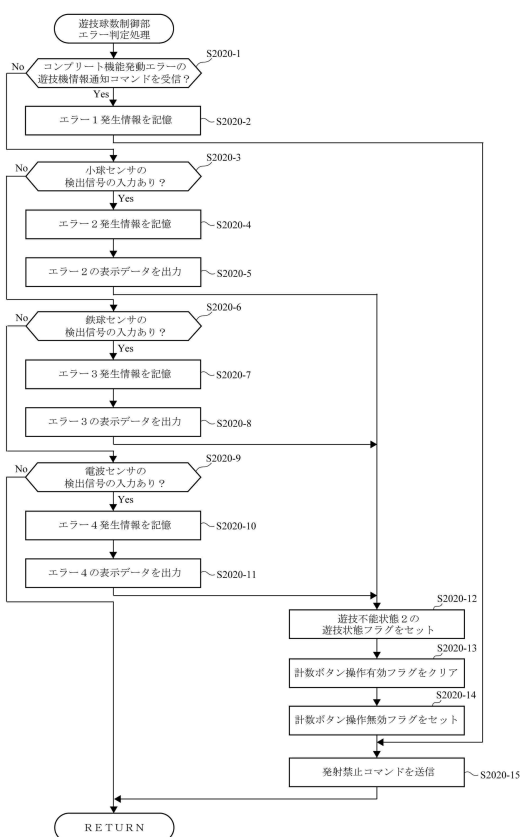 遊技球数制御部
エラー判定処理
S2020-1
No
コンプリート機能発動エラーの
遊技機情報通知コマンドを受信？
Yes
エラー1発生情報を記憶
S2020-2
S2020-3
No
小球センサの
検出信号の入力あり？
Yes
エラー2発生情報を記憶
S2020-4
エラー2の表示データを出力
S2020-5
S2020-6
No
鉄球センサの
検出信号の入力あり？
Yes
エラー3発生情報を記憶
S2020-7
エラー3の表示データを出力
S2020-8
S2020-9
No
電波センサの
検出信号の入力あり？
Yes
エラー4発生情報を記憶
S2020-10
エラー4の表示データを出力
S2020-11
S2020-12
遊技不能状態2の
遊技状態フラグをセット
S2020-13
計数ボタン操作有効フラグをクリア
S2020-14
計数ボタン操作無効フラグをセット
発射禁止コマンドを送信
S2020-15
RETURN